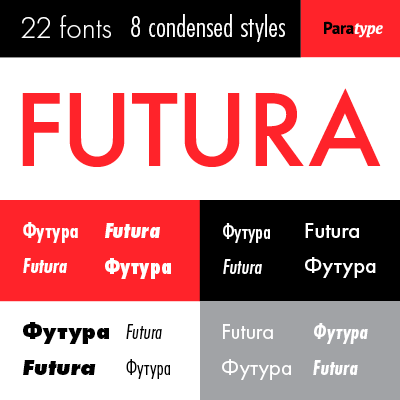 22 fonts 8 condensed styles Paratype
FUTURA
Футура Futura Футура Futura
Futura Футура Futura Футура
Футура Futura Futura Футура
Futura Футура Футура Futura